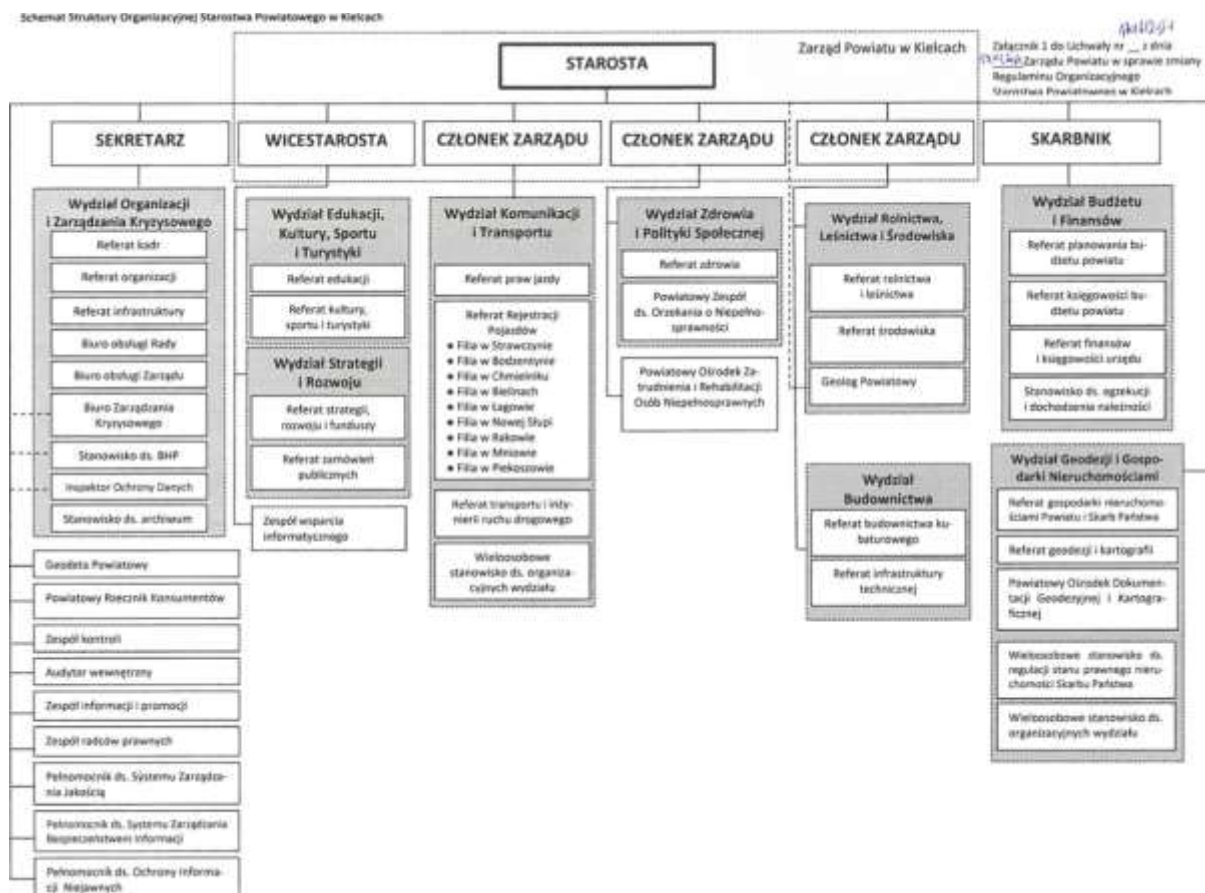 Schemat Struktury Organizacyjnej Starostwa Powiatowego w Kielcach
Zarząd Powiatu w Kielcach
Załącznik 1 do Uchwały nr __ z dnia
Zarządu Powiatu w sprawie zmiany
Regulaminu Organizacyjnego
Starostwa Powiatowego w Kielcach
STAROSTA
SEKRETARZ
WICESTAROSTA
CZŁONEK ZARZĄDU
CZŁONEK ZARZĄDU
CZŁONEK ZARZĄDU
SKARBNIK
Wydział Organizacji
i Zarządzania Kryzysowego
Referat kadr
Referat organizacji
Referat infrastruktury
Biuro obsługi Rady
Biuro obsługi Zarządu
Biuro Zarządzania
Kryzysowego
Stanowisko ds. BHP
Inspektor Ochrony Danych
Stanowisko ds. archiwum
Geodeta Powiatowy
Powiatowy Rzecznik Konsumentów
Zespół kontroli
Audytor wewnętrzny
Zespół informacji i promocji
Zespół radców prawnych
Pełnomocnik ds. Systemu Zarządza-
nia Jakością
Pełnomocnik ds. Systemu Zarządzania
Bezpieczeństwem Informacji
Pełnomocnik ds. Ochrony Informa-
cji Niejawnych
Wydział Edukacji,
Kultury, Sportu
i Turystyki
Referat edukacji
Referat kultury,
sportu i turystyki
Wydział Strategii
i Rozwoju
Referat strategii,
rozwoju i funduszy
Referat zamówień
publicznych
Zespół wsparcia
informatycznego
Wydział Komunikacji
i Transportu
Referat praw jazdy
Referat Rejestracji
Pojazdów
● Filia w Strawczynie
● Filia w Bodzentynie
● Filia w Chmielniku
● Filia w Bielinach
● Filia w Łagowie
● Filia w Nowej Słupi
● Filia w Rakowie
● Filia w Mniowie
● Filia w Piekoszowie
Referat transportu i inży-
nierii ruchu drogowego
Wieloosobowe
stanowisko ds. organiza-
cyjnych wydziału
Wydział Zdrowia
i Polityki Społecznej
Referat zdrowia
Powiatowy Zespół
ds. Orzekania o Niepełno-
sprawności
Powiatowy Ośrodek Za-
trudnienia i Rehabilitacji
Osób Niepełnosprawnych
Wydział Rolnictwa,
Leśnictwa i Środowiska
Referat rolnictwa
i leśnictwa
Referat środowiska
Geolog Powiatowy
Wydział
Budownictwa
Referat budownictwa ku-
baturowego
Referat infrastruktury
technicznej
Wydział Budżetu
i Finansów
Referat planowania bu-
dżetu powiatu
Referat księgowości bu-
dżetu powiatu
Referat finansów
i księgowości urzędu
Stanowisko ds. egzekucji
i dochodzenia należności
Wydział Geodezji i Gospo-
darki Nieruchomościami
Referat gospodarki nieruchomo-
ściami Powiatu i Skarb Państwa
Referat geodezji i kartografii
Powiatowy Ośrodek Dokumen-
tacji Geodezyjnej i Kartogra-
ficznej
Wieloosobowe stanowisko ds.
regulacji stanu prawnego nieru-
chomości Skarbu Państwa
Wieloosobowe stanowisko ds.
organizacyjnych wydziału